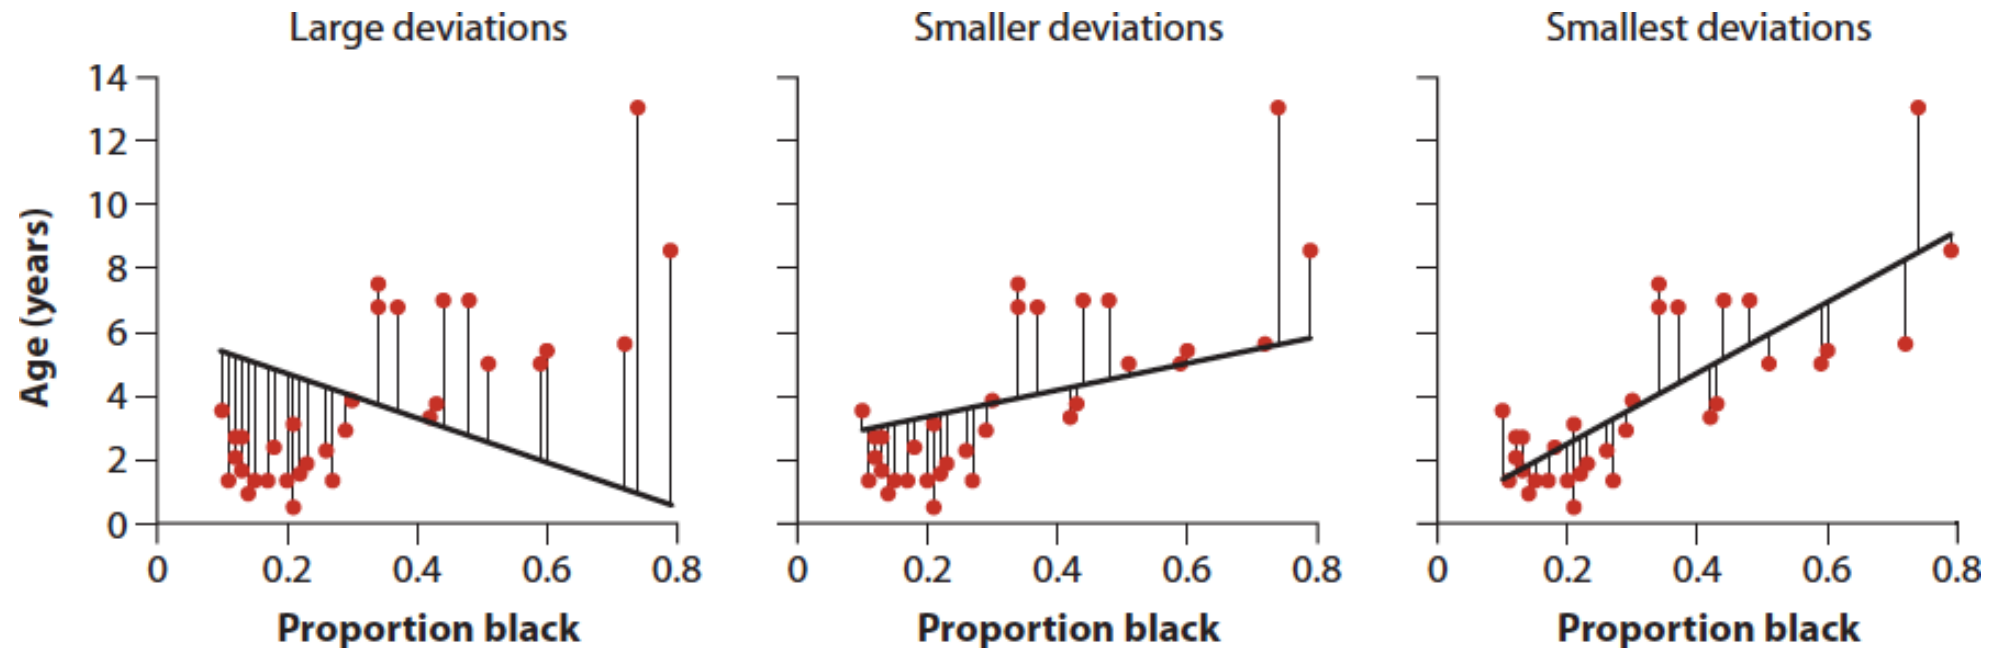 Large deviations
Smaller deviations
Smallest deviations
Age (years)
14
12
10
8
6
4
2
0
0 0.2 0.4 0.6 0.8
0 0.2 0.4 0.6 0.8
0 0.2 0.4 0.6 0.8
Proportion black
Proportion black
Proportion black